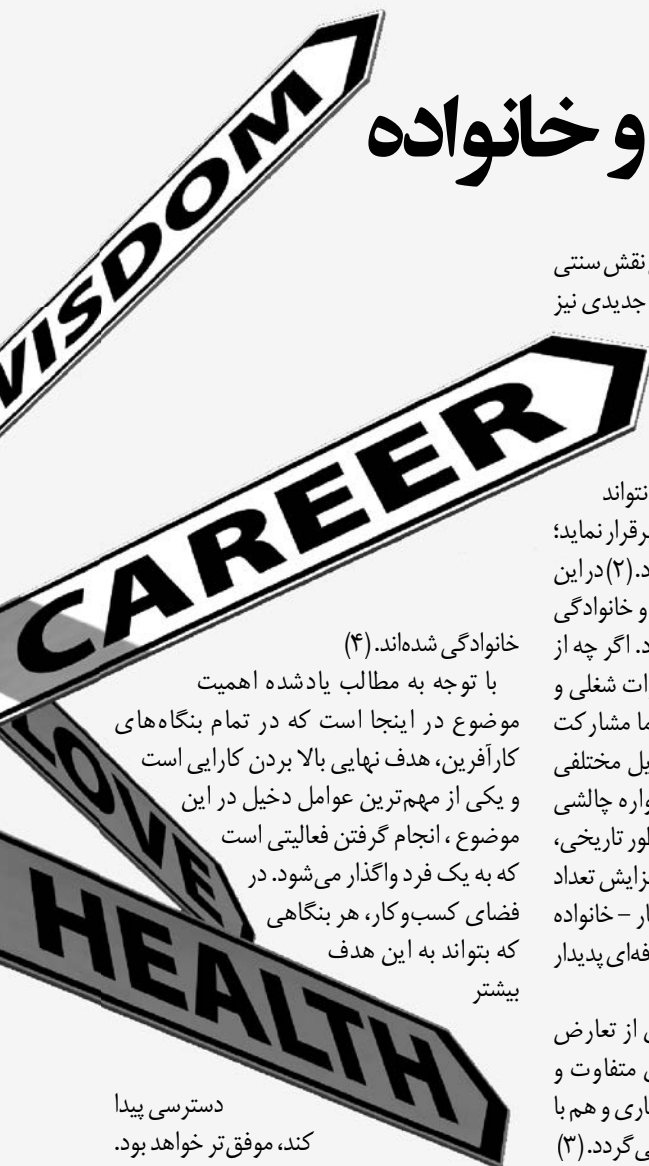 و خانواده
نقش سنتی
جدیدی نیز
نتواند
برقرار نماید؛
د. (۲) در این
و خانوادگی
د. اگر چه از
ات شغلی و
ما مشارکت
یل مختلفی
واره چالشی
طور تاریخی،
زایش تعداد
ار – خانواده
فه‌ای پدیدار
از تعارض
متفاوت و
اری و هم با
ی‌گردد. (۳)
خانوادگی شده‌اند. (۴)
با توجه به مطالب یادشده اهمیت
موضوع در اینجا است که در تمام بنگاه‌های
کارآفرین، هدف نهایی بالا بردن کارایی است
و یکی از مهم‌ترین عوامل دخیل در این
موضوع ، انجام گرفتن فعالیتی است
که به یک فرد واگذار می‌شود. در
فضای کسب‌وکار، هر بنگاهی
که بتواند به این هدف
بیشتر
دسترسی پیدا
کند، موفق‌تر خواهد بود.
WISDOM
CAREER
LOVE
HEALTH